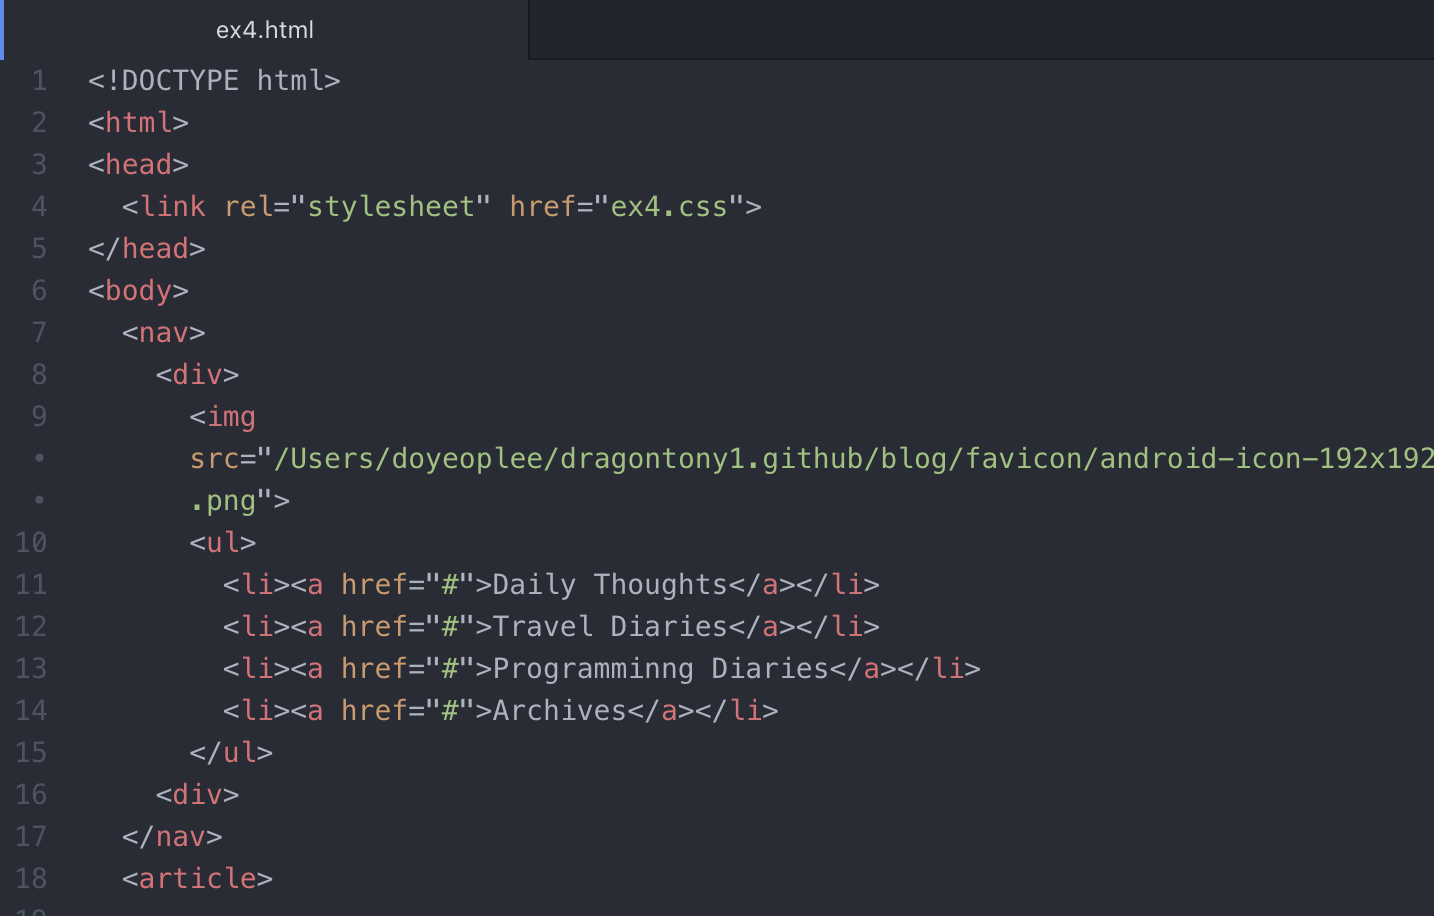 ex4.html
1 <!DOCTYPE html>
2 <html>
3 <head>
4 <link rel="stylesheet" href="ex4.css">
5 </head>
6 <body>
7 <nav>
8 <div>
9 <img
• src="/Users/doyeoplee/dragontony1.github/blog/favicon/android-icon-192x192
• .png">
10 <ul>
11 <li><a href="#">Daily Thoughts</a></li>
12 <li><a href="#">Travel Diaries</a></li>
13 <li><a href="#">Programminng Diaries</a></li>
14 <li><a href="#">Archives</a></li>
15 </ul>
16 <div>
17 </nav>
18 <article>